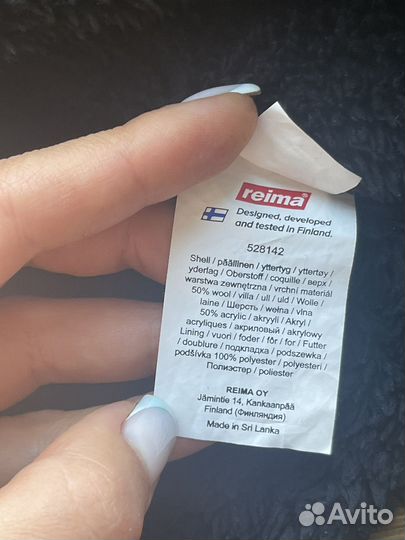 reima®
Designed, developed
and tested in Finland.
528142
Shell / päällinen / yttertyg / yttertøy /
yderlag / Oberstoff / coquille / верх /
warstwa zewnętrzna / vrchní materiál
50% wool / villa / ull / uld / Wolle /
laine / Шерсть / wełna / vlna
50% acrylic / akryyli / Akryl /
acryliques / акриловый / akrylowy
Lining / vuori / foder / fôr / for / Futter
/ doublure / подкладка / podszewka /
podšívka 100% polyester / polyesteri /
Полиэстер / poliester
REIMA OY
Jämintie 14, Kankaanpää
Finland (Финляндия)
Made in Sri Lanka
Avito